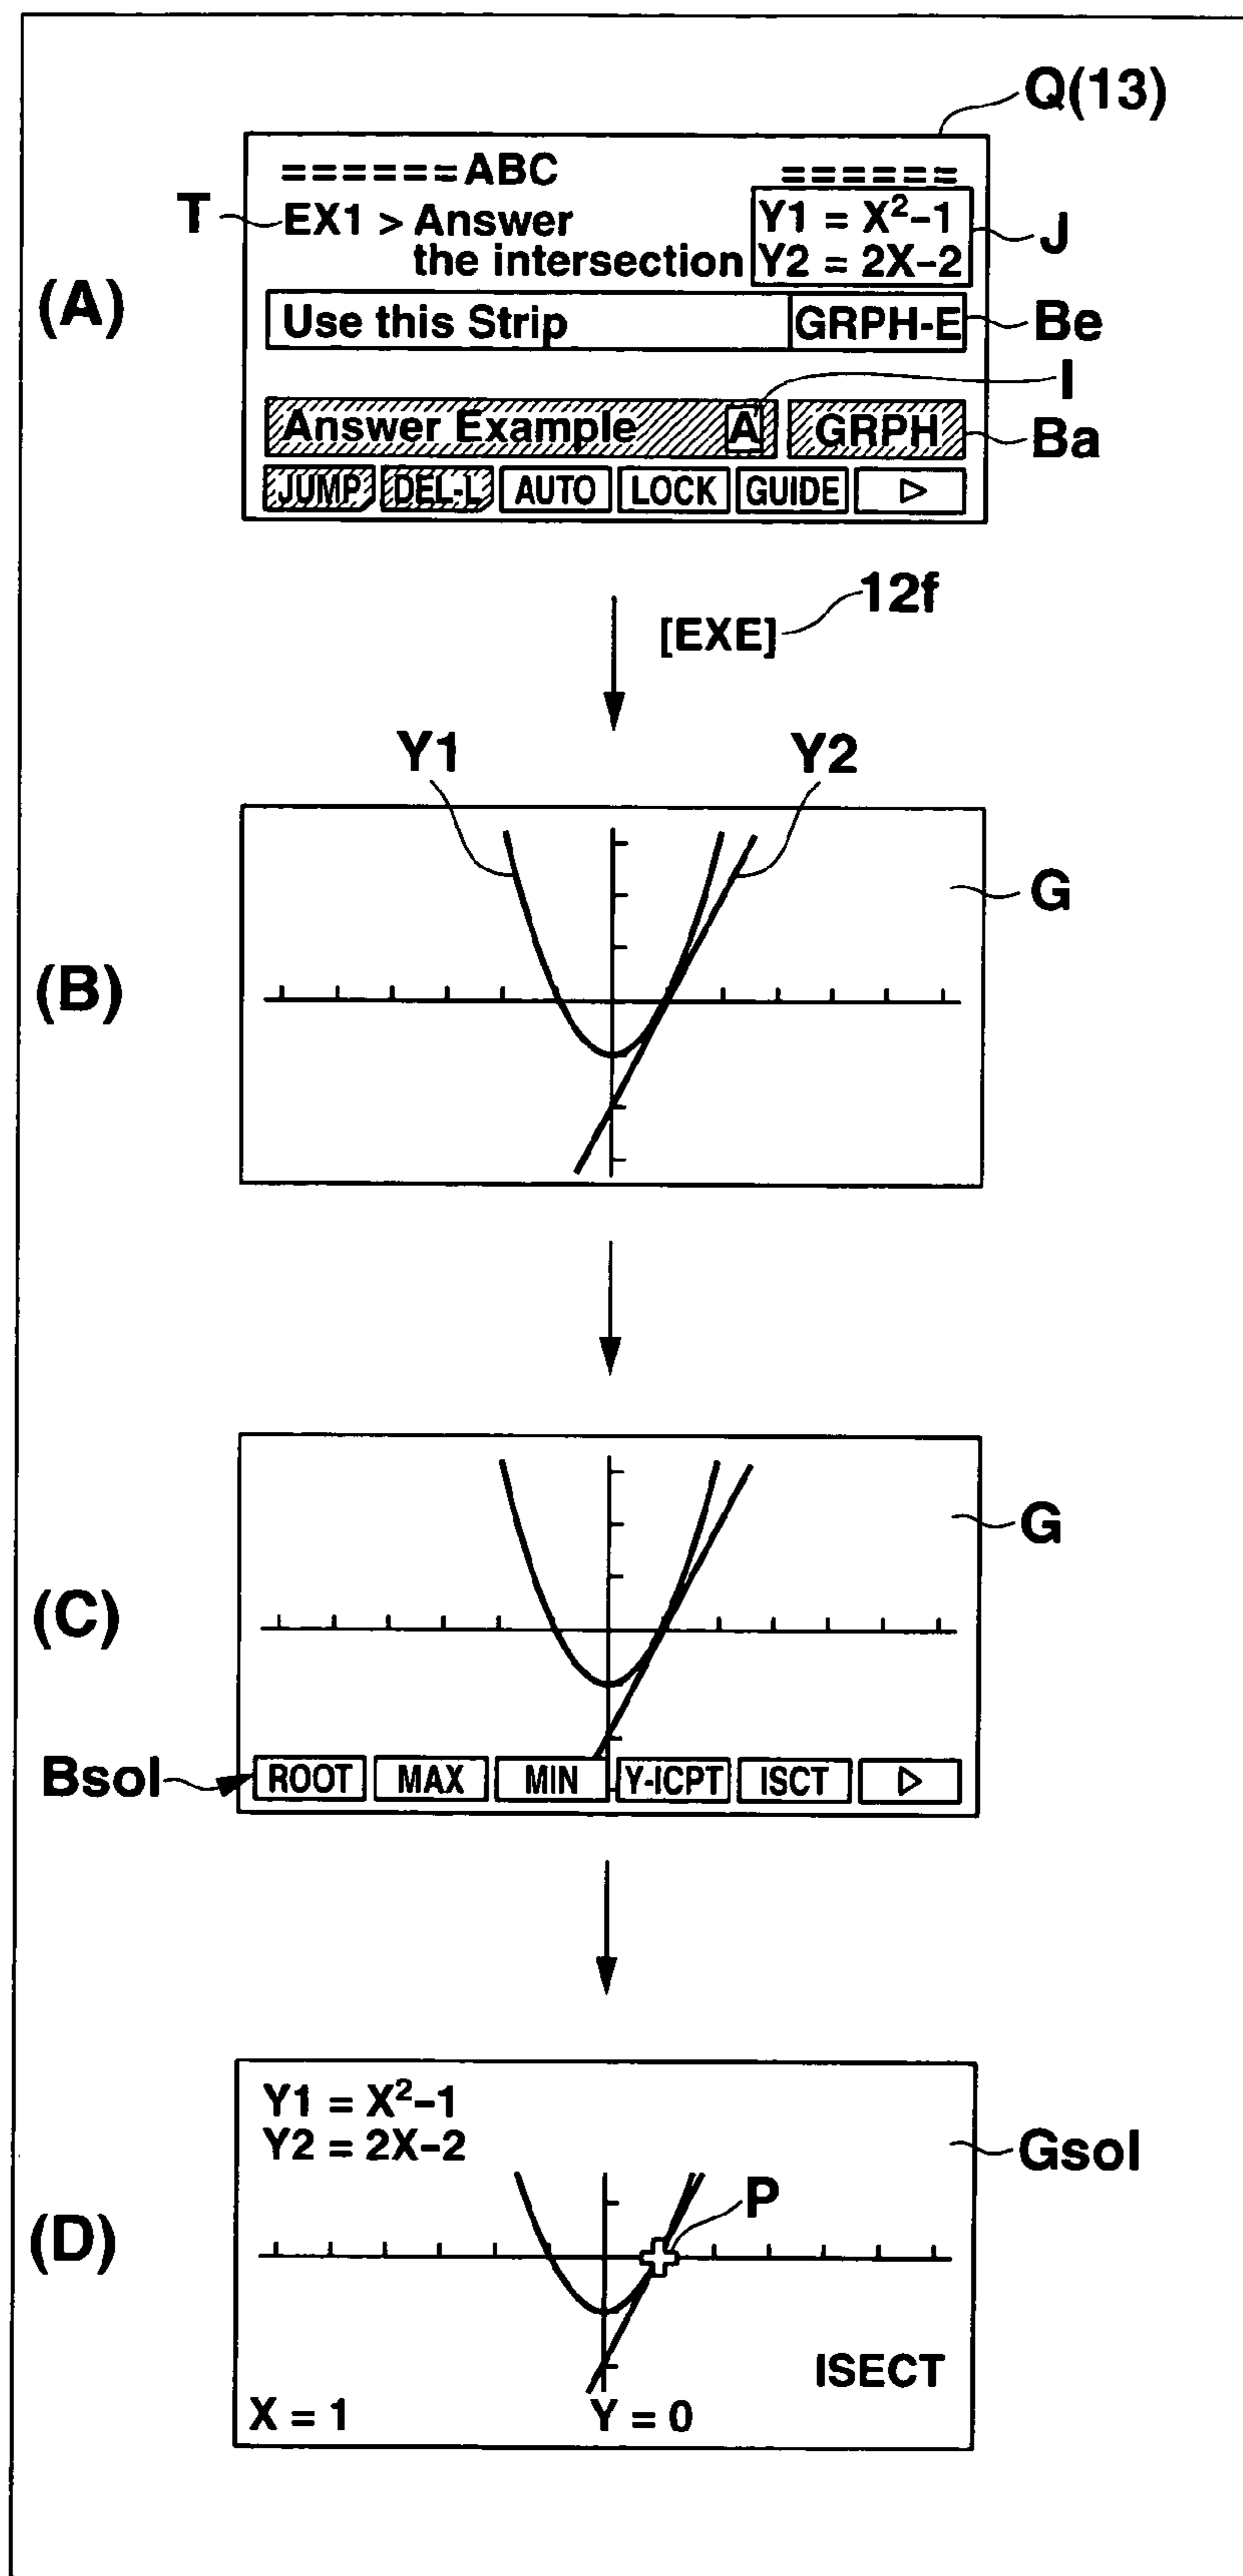 Q(13)
======ABC ======
T EX1 > Answer the intersection
Y1 = X²–1
Y2 = 2X–2
J
(A)
Use this Strip GRPH-E Be
I
Answer Example A GRPH Ba
JUMP DEL-L AUTO LOCK GUIDE ▷
[EXE] 12f
Y1 Y2
G
(B)
G
(C)
Bsol ROOT MAX MIN Y-ICPT ISCT ▷
Y1 = X²–1
Y2 = 2X–2
Gsol
P
(D)
ISECT
X = 1 Y = 0